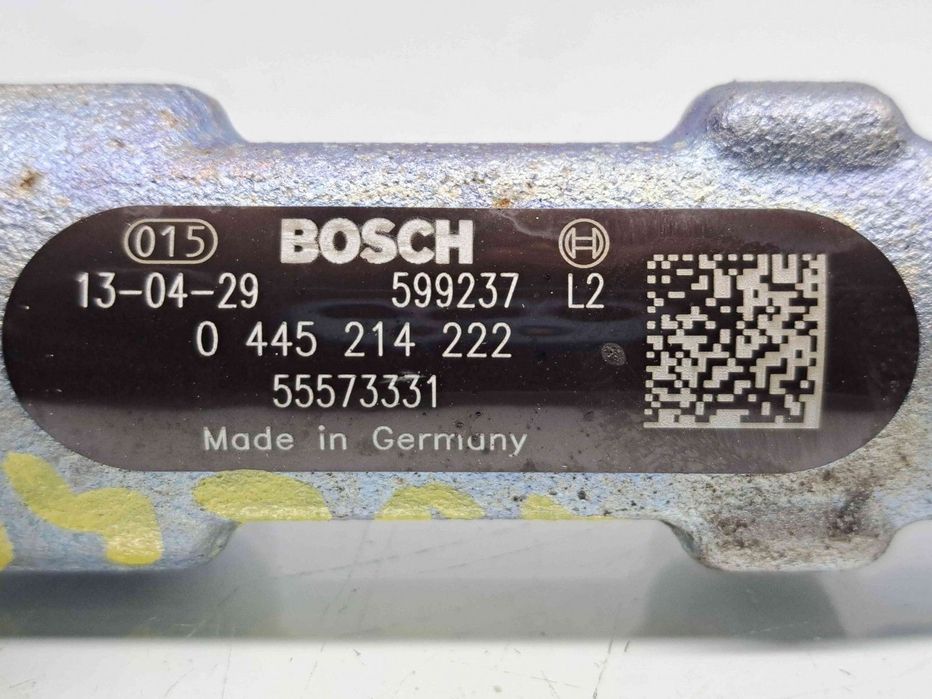 015 BOSCH
13-04-29 599237 L2
0 445 214 222
55573331
Made in Germany